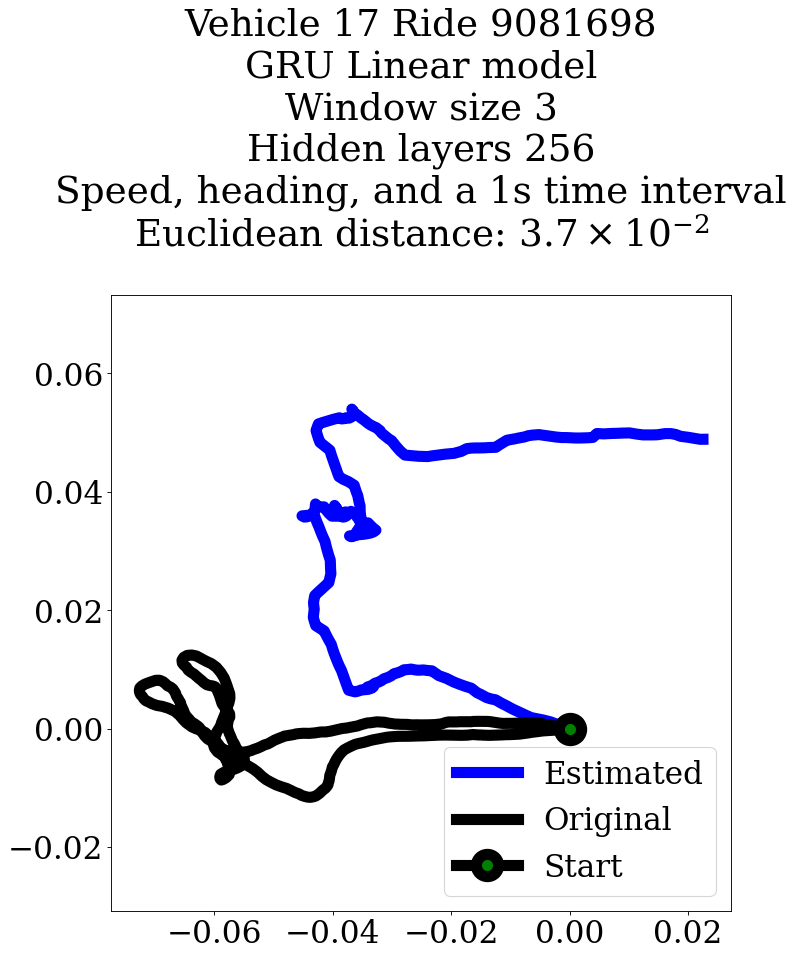 Vehicle 17 Ride 9081698
GRU Linear model
Window size 3
Hidden layers 256
Speed, heading, and a 1s time interval
Euclidean distance: 3.7 × 10⁻²
0.06
0.04
0.02
0.00
−0.02
Estimated
Original
Start
−0.06 −0.04 −0.02 0.00 0.02